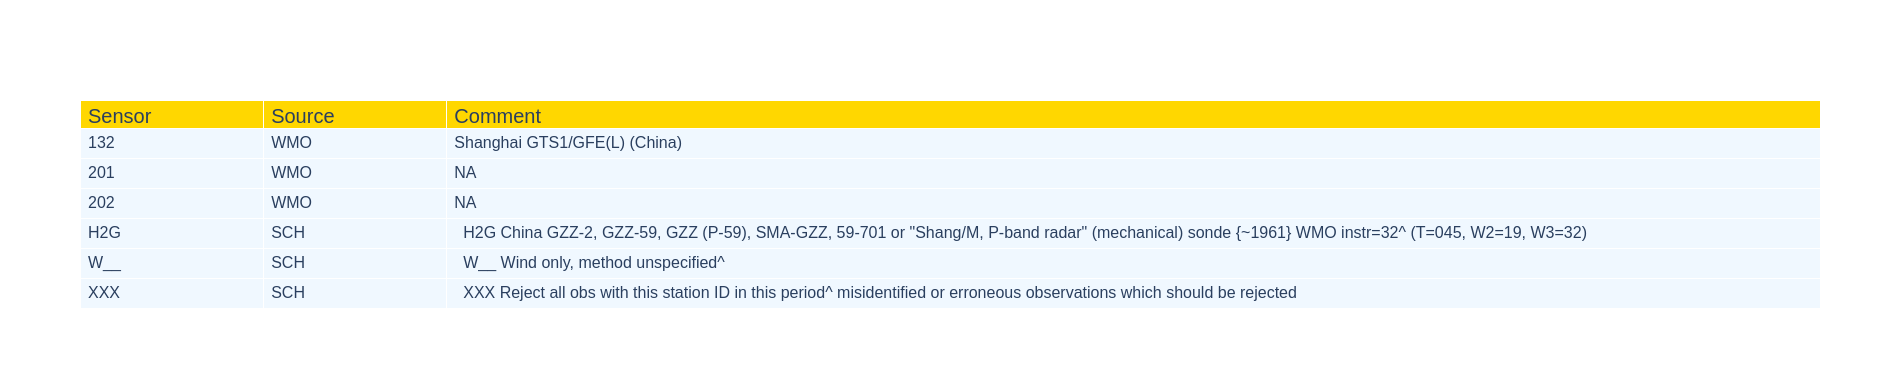 Sensor Source Comment
132 WMO Shanghai GTS1/GFE(L) (China)
201 WMO NA
202 WMO NA
H2G SCH H2G China GZZ-2, GZZ-59, GZZ (P-59), SMA-GZZ, 59-701 or "Shang/M, P-band radar" (mechanical) sonde {~1961} WMO instr=32^ (T=045, W2=19, W3=32)
W__ SCH W__ Wind only, method unspecified^
XXX SCH XXX Reject all obs with this station ID in this period^ misidentified or erroneous observations which should be rejected